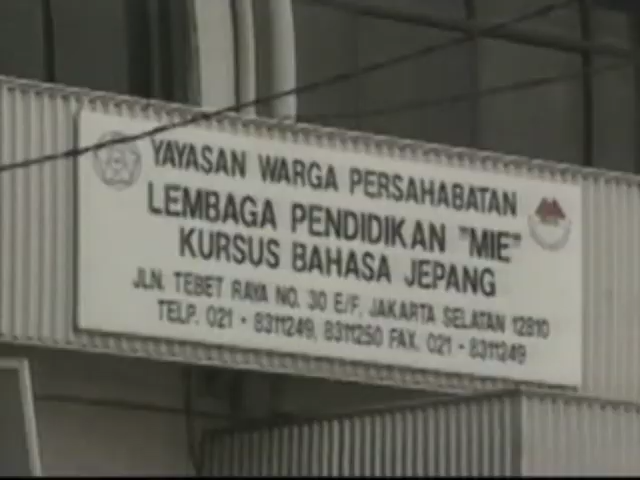 YAYASAN WARGA PERSAHABATAN
LEMBAGA PENDIDIKAN "MIE"
KURSUS BAHASA JEPANG
JLN. TEBET RAYA NO. 30 E/F. JAKARTA SELATAN 12810
TELP. 021 - 8311249, 8311250 FAX. 021 - 8311249